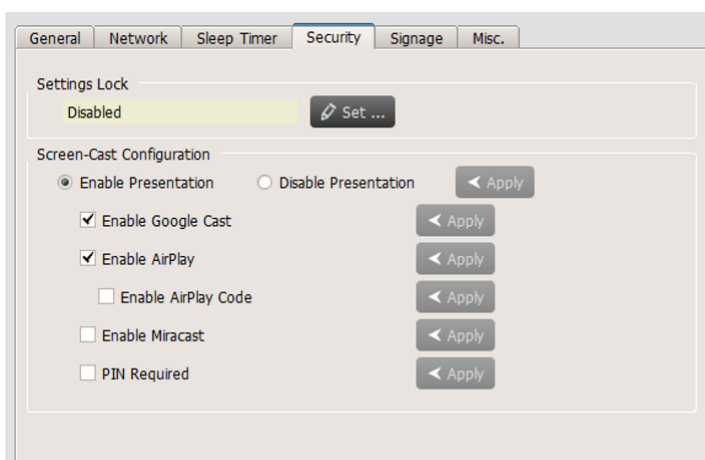 General Network Sleep Timer Security Signage Misc.
Settings Lock
Disabled Set ...
Screen-Cast Configuration
Enable Presentation Disable Presentation Apply
Enable Google Cast Apply
Enable AirPlay Apply
Enable AirPlay Code Apply
Enable Miracast Apply
PIN Required Apply